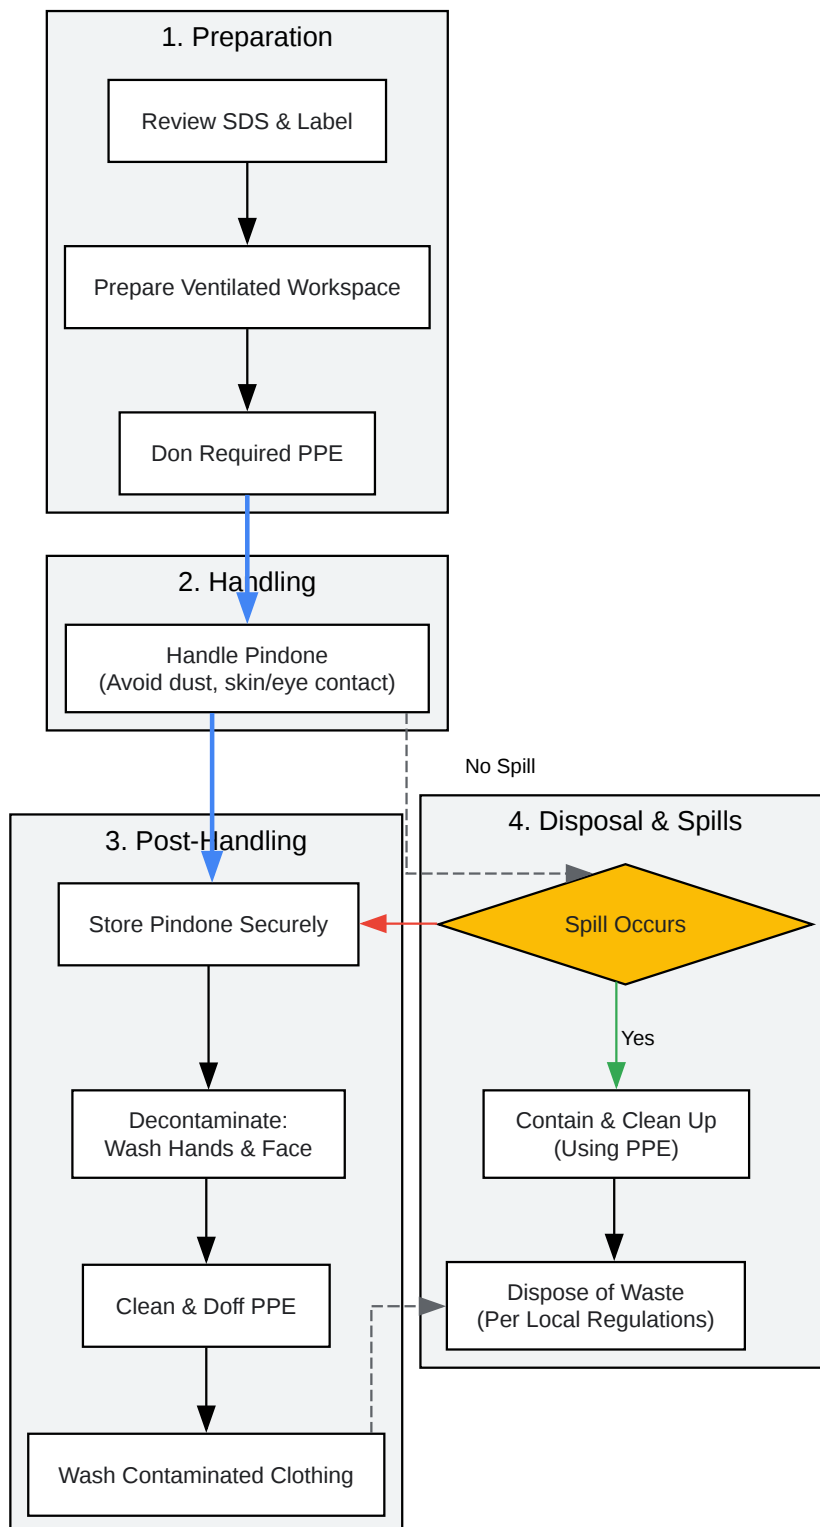 1. Preparation
Review SDS & Label
Prepare Ventilated Workspace
Don Required PPE
2. Handling
Handle Pindone
(Avoid dust, skin/eye contact)
No Spill
3. Post-Handling
4. Disposal & Spills
Store Pindone Securely
Spill Occurs
Yes
Decontaminate:
Wash Hands & Face
Contain & Clean Up
(Using PPE)
Clean & Doff PPE
Dispose of Waste
(Per Local Regulations)
Wash Contaminated Clothing